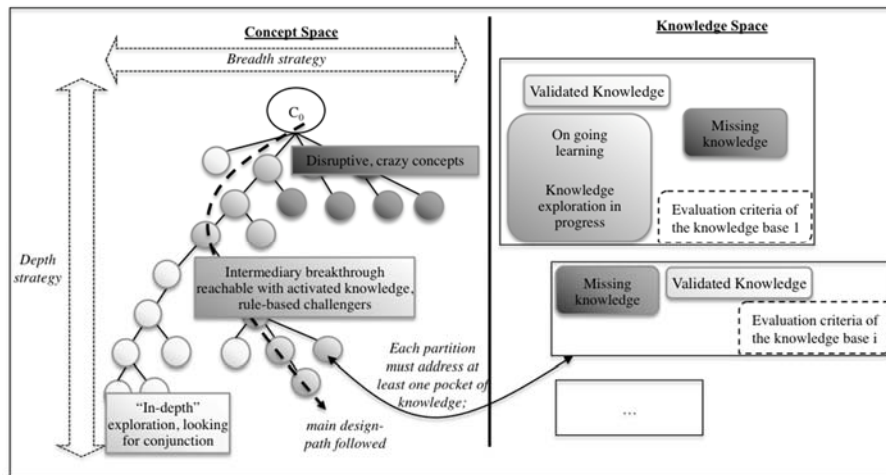 Concept Space
Breadth strategy
Depth
strategy
C0
Disruptive, crazy concepts
Intermediary breakthrough
reachable with activated knowledge,
rule-based challengers
"In-depth"
exploration, looking
for conjunction
main design-
path followed
Each partition
must address at
least one pocket of
knowledge;
Knowledge Space
Validated Knowledge
On going
learning
Knowledge
exploration in
progress
Missing
knowledge
Evaluation criteria of
the knowledge base 1
Missing
knowledge
Validated Knowledge
Evaluation criteria of
the knowledge base i
...